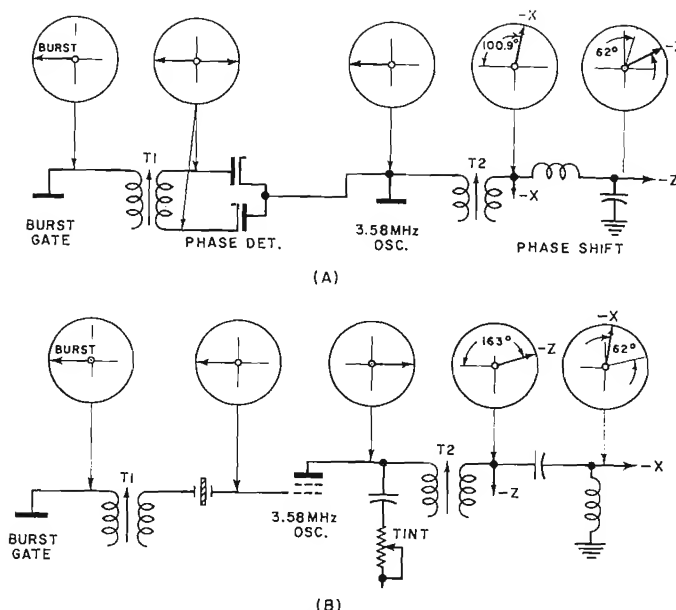 BURST
100.9°
-X
62°
T1
T2
-X
-Z
BURST GATE
PHASE DET.
3.58MHz OSC.
PHASE SHIFT
(A)
BURST
163°
-Z
-X
62°
T1
T2
-X
-Z
3.58MHz OSC.
TINT
BURST GATE
(B)